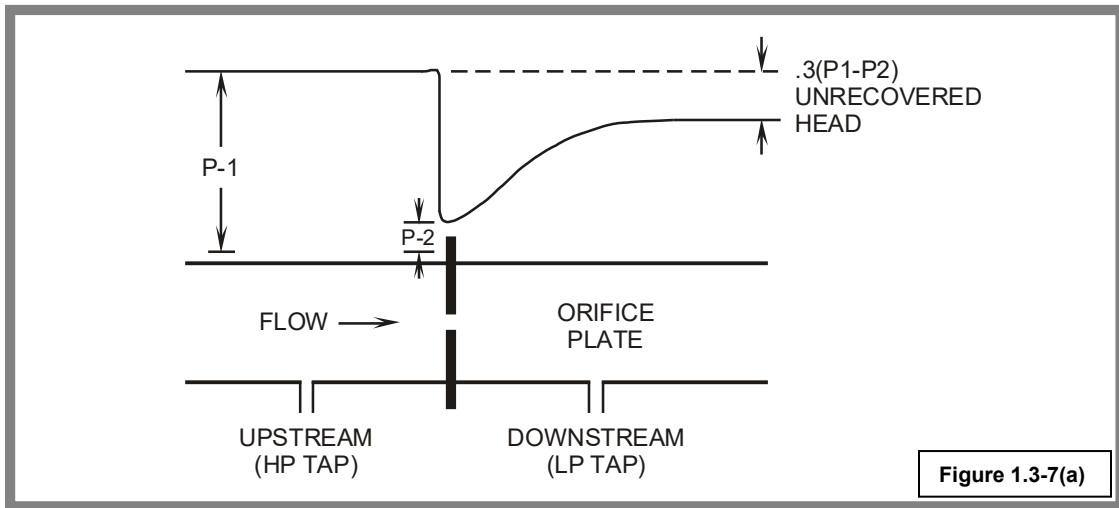 .3(P1-P2)
UNRECOVERED
HEAD
P-1
P-2
FLOW
ORIFICE
PLATE
UPSTREAM
(HP TAP)
DOWNSTREAM
(LP TAP)
Figure 1.3-7(a)